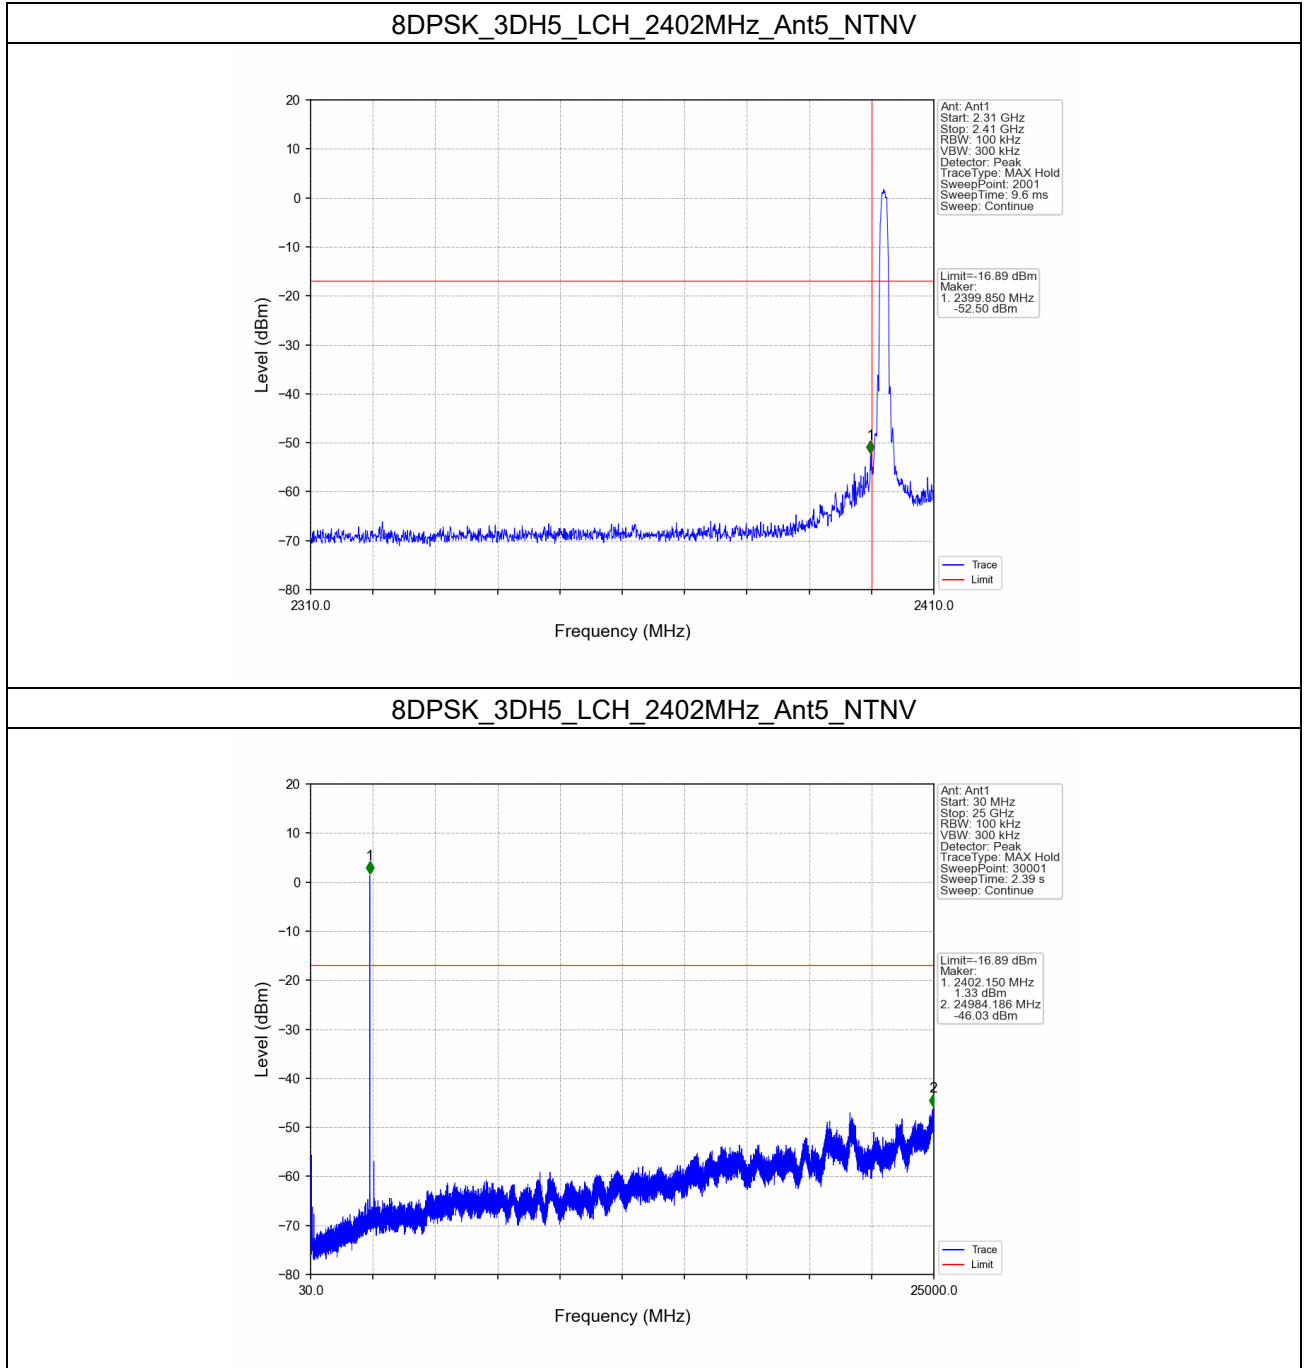 8DPSK_3DH5_LCH_2402MHz_Ant5_NTNV
20
10
0
−10
−20
−30
−40
−50
−60
−70
−80
Level (dBm)
1
2310.0
2410.0
Frequency (MHz)
Ant: Ant1
Start: 2.31 GHz
Stop: 2.41 GHz
RBW: 100 kHz
VBW: 300 kHz
Detector: Peak
TraceType: MAX Hold
SweepPoint: 2001
SweepTime: 9.6 ms
Sweep: Continue
Limit=-16.89 dBm
Maker:
1. 2399.850 MHz
-52.50 dBm
Trace
Limit
8DPSK_3DH5_LCH_2402MHz_Ant5_NTNV
20
10
0
−10
−20
−30
−40
−50
−60
−70
−80
Level (dBm)
1
2
30.0
25000.0
Frequency (MHz)
Ant: Ant1
Start: 30 MHz
Stop: 25 GHz
RBW: 100 kHz
VBW: 300 kHz
Detector: Peak
TraceType: MAX Hold
SweepPoint: 30001
SweepTime: 2.39 s
Sweep: Continue
Limit=-16.89 dBm
Maker:
1. 2402.150 MHz
1.33 dBm
2. 24984.186 MHz
-46.03 dBm
Trace
Limit